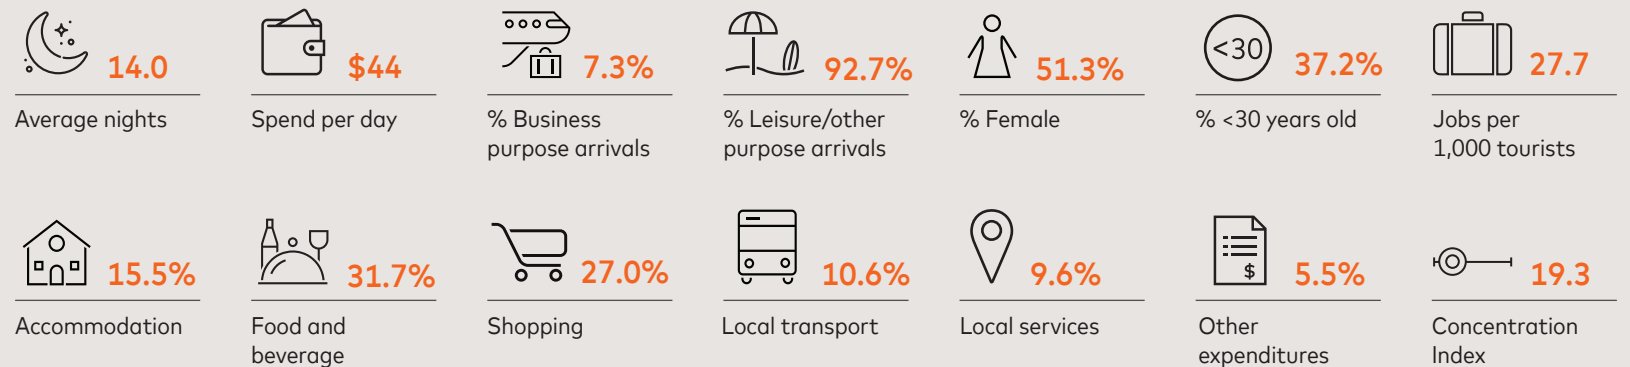 14.0
Average nights
$44
Spend per day
7.3%
% Business
purpose arrivals
92.7%
% Leisure/other
purpose arrivals
51.3%
% Female
<30
37.2%
% <30 years old
27.7
Jobs per
1,000 tourists
15.5%
Accommodation
31.7%
Food and
beverage
27.0%
Shopping
10.6%
Local transport
9.6%
Local services
$
5.5%
Other
expenditures
19.3
Concentration
Index